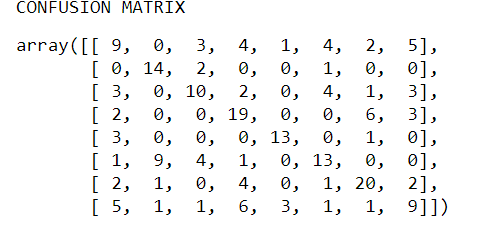 CONFUSION MATRIX
array([[ 9, 0, 3, 4, 1, 4, 2, 5],
[ 0, 14, 2, 0, 0, 1, 0, 0],
[ 3, 0, 10, 2, 0, 4, 1, 3],
[ 2, 0, 0, 19, 0, 0, 6, 3],
[ 3, 0, 0, 0, 13, 0, 1, 0],
[ 1, 9, 4, 1, 0, 13, 0, 0],
[ 2, 1, 0, 4, 0, 1, 20, 2],
[ 5, 1, 1, 6, 3, 1, 1, 9]])